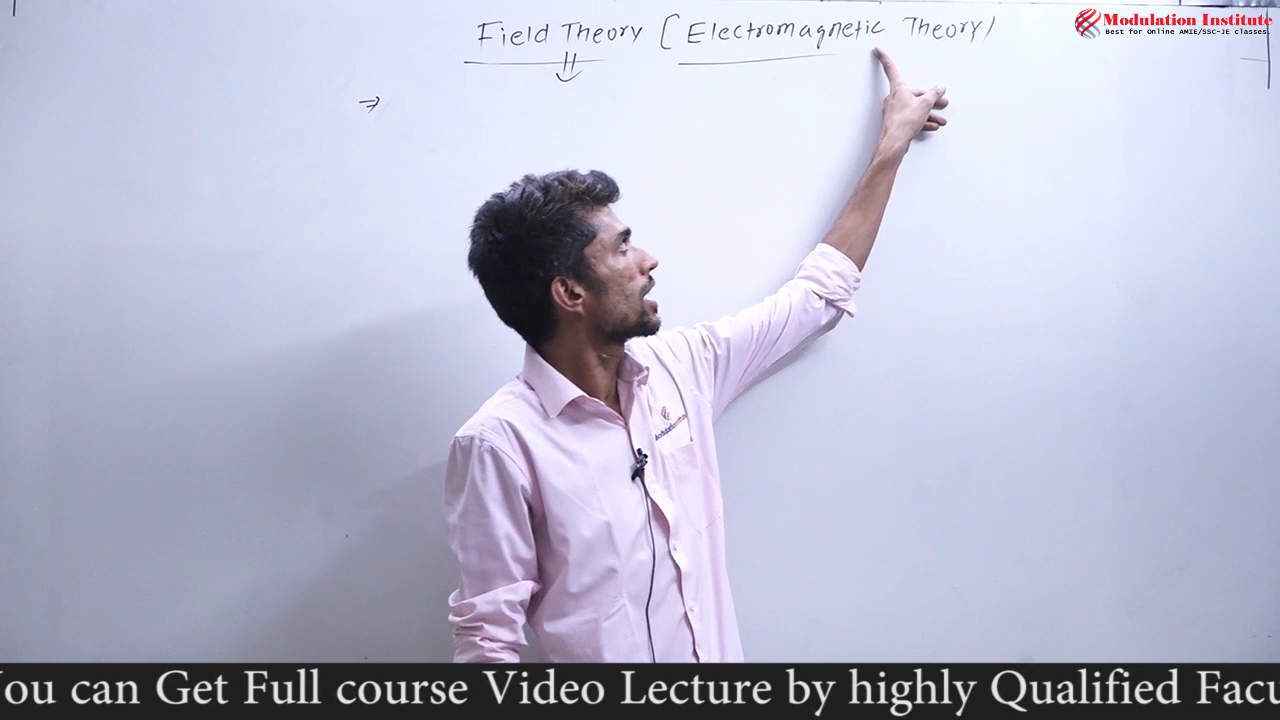 Field Theory [Electromagnetic Theory)
Modulation Institute
Best for Online AMIE/SSC-JE classes.
You can Get Full course Video Lecture by highly Qualified Facu